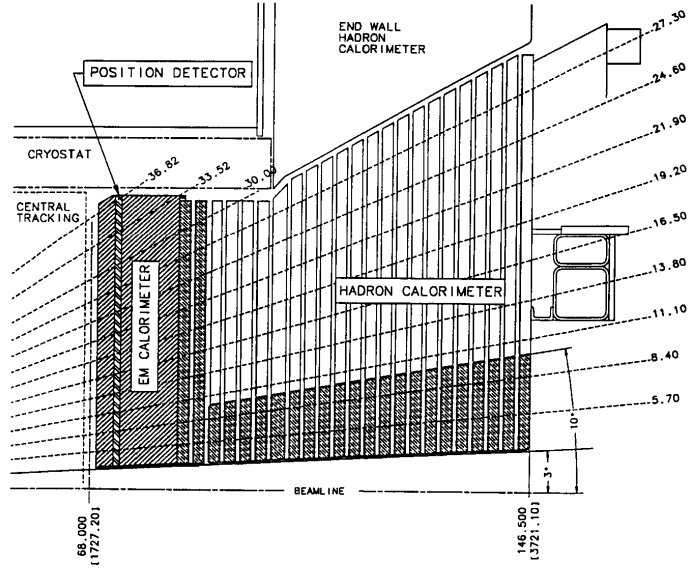 END WALL
HADRON
CALORIMETER
27.30
24.60
21.90
19.20
16.50
13.80
11.10
8.40
5.70
POSITION DETECTOR
CRYOSTAT
36.82
33.52
30.00
CENTRAL
TRACKING
EM CALORIMETER
HADRON CALORIMETER
10°
3°
BEAMLINE
68.000
[1727.20]
146.500
[3721.10]